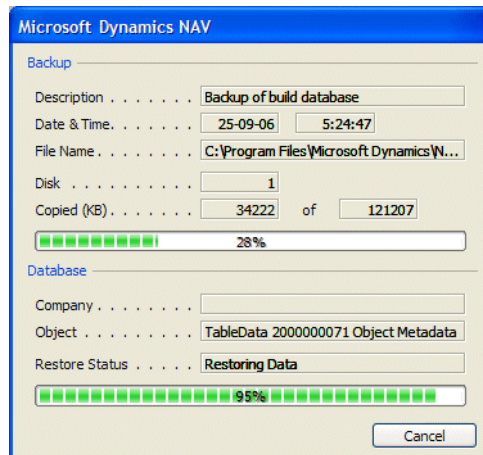 Microsoft Dynamics NAV
Backup
Description . . . . . . . Backup of build database
Date & Time. . . . . . . 25-09-06 5:24:47
File Name . . . . . . . C:\Program Files\Microsoft Dynamics\N...
Disk . . . . . . . . . . 1
Copied (KB) . . . . . . . 34222 of 121207
28%
Database
Company . . . . . . . .
Object . . . . . . . . . TableData 2000000071 Object Metadata
Restore Status . . . . . Restoring Data
95%
Cancel